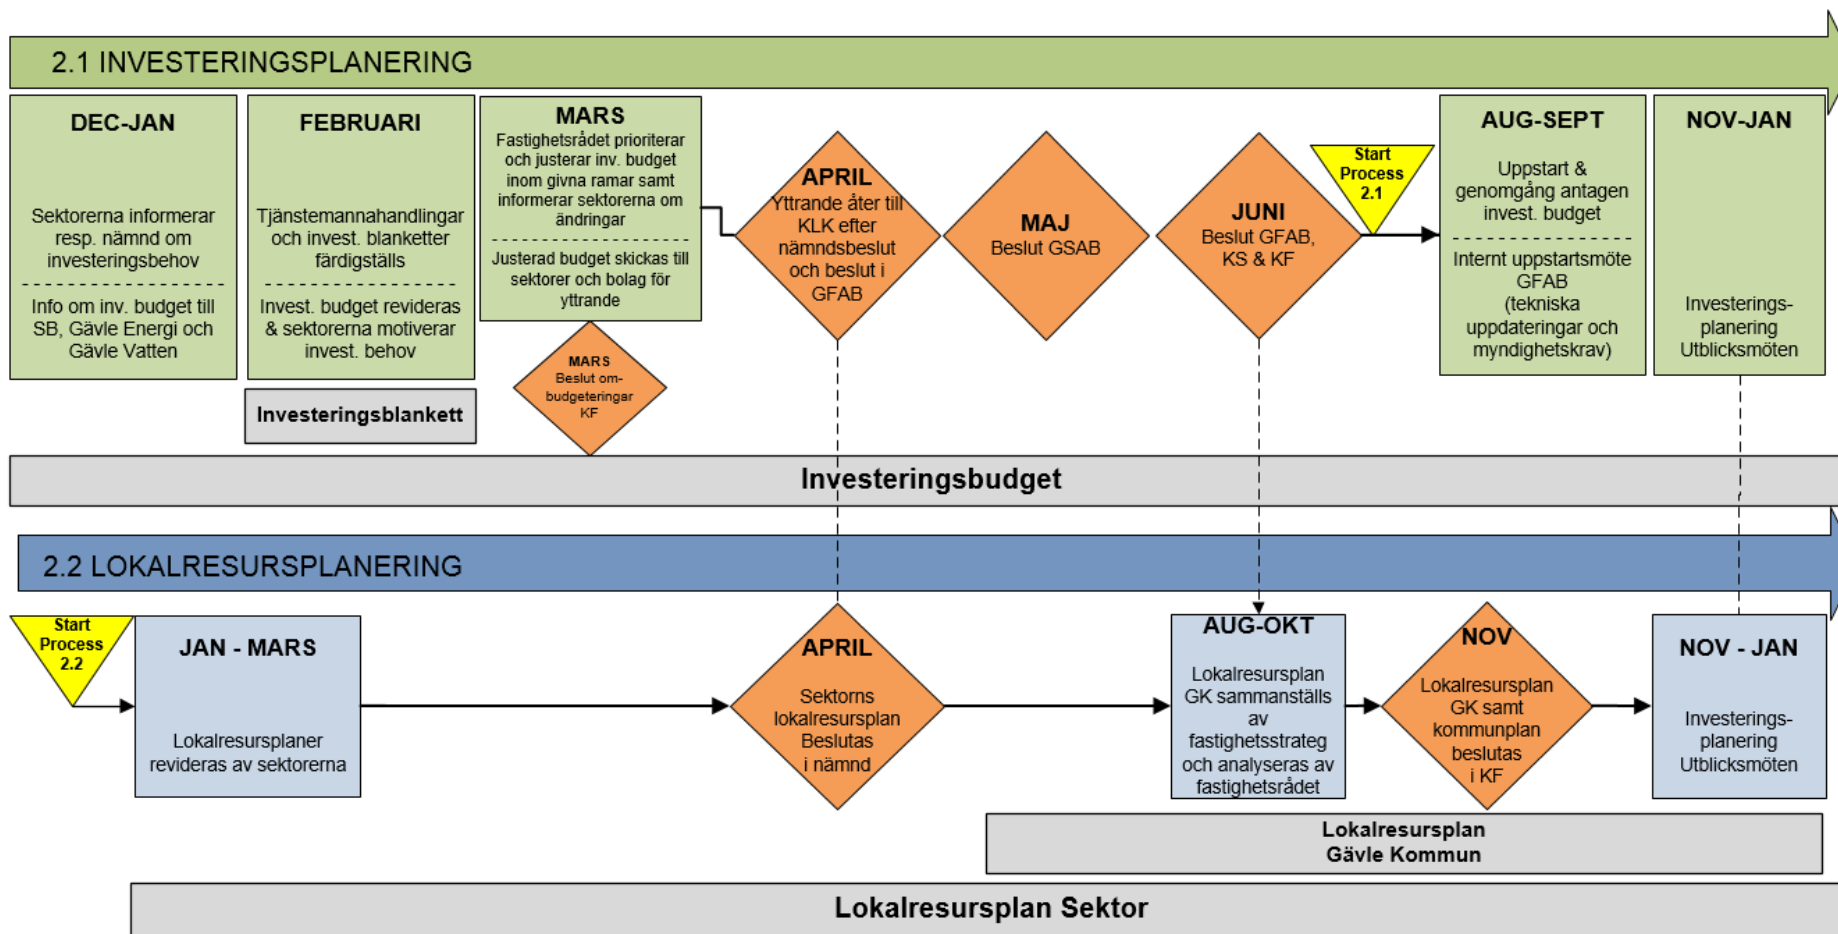 2.1 INVESTERINGSPLANERING
DEC-JAN
Sektorerna informerar
resp. nämnd om
investeringsbehov
Info om inv. budget till
SB, Gävle Energi och
Gävle Vatten
FEBRUARI
Tjänstemannahandlingar
och invest. blanketter
färdigställs
Invest. budget revideras
& sektorerna motiverar
invest. behov
Investeringsblankett
MARS
Fastighetsrådet prioriterar
och justerar inv. budget
inom givna ramar samt
informerar sektorerna om
ändringar
Justerad budget skickas till
sektorer och bolag för
yttrande
MARS
Beslut om-
budgeteringar
KF
APRIL
Yttrande åter till
KLK efter
nämndsbeslut
och beslut i
GFAB
MAJ
Beslut GSAB
JUNI
Beslut GFAB,
KS & KF
Start
Process
2.1
AUG-SEPT
Uppstart &
genomgång antagen
invest. budget
Internt uppstartsmöte
GFAB
(tekniska
uppdateringar och
myndighetskrav)
NOV-JAN
Investerings-
planering
Utblicksmöten
Investeringsbudget
2.2 LOKALRESURSPLANERING
Start
Process
2.2
JAN - MARS
Lokalresursplaner
revideras av sektorerna
APRIL
Sektorns
lokalresursplan
Beslutas
i nämnd
AUG-OKT
Lokalresursplan
GK sammanställs
av
fastighetsstrateg
och analyseras av
fastighetsrådet
NOV
Lokalresursplan
GK samt
kommunplan
beslutas
i KF
NOV - JAN
Investerings-
planering
Utblicksmöten
Lokalresursplan
Gävle Kommun
Lokalresursplan Sektor